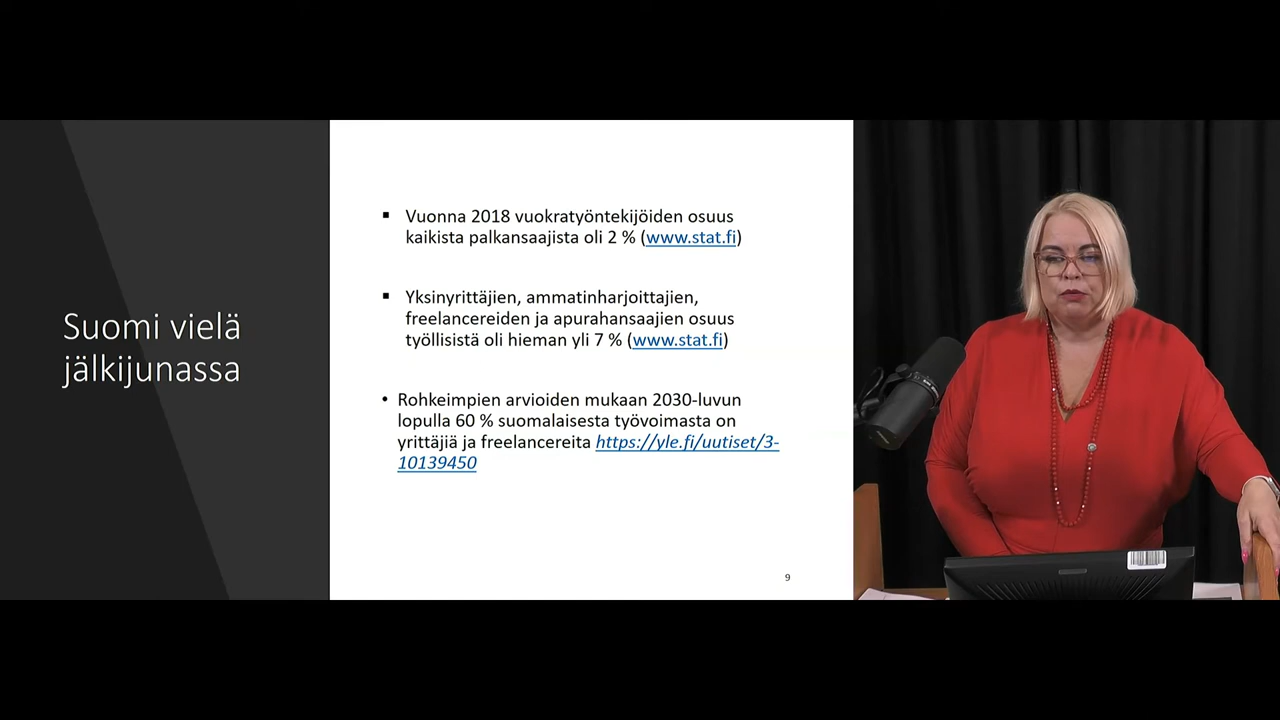 Suomi vielä
jälkijunassa
Vuonna 2018 vuokratyöntekijöiden osuus
kaikista palkansaajista oli 2 % (www.stat.fi)
Yksinyrittäjien, ammatinharjoittajien,
freelancereiden ja apurahansaajien osuus
työllisistä oli hieman yli 7 % (www.stat.fi)
Rohkeimpien arvioiden mukaan 2030-luvun
lopulla 60 % suomalaisesta työvoimasta on
yrittäjiä ja freelancereita https://yle.fi/uutiset/3-
10139450
9